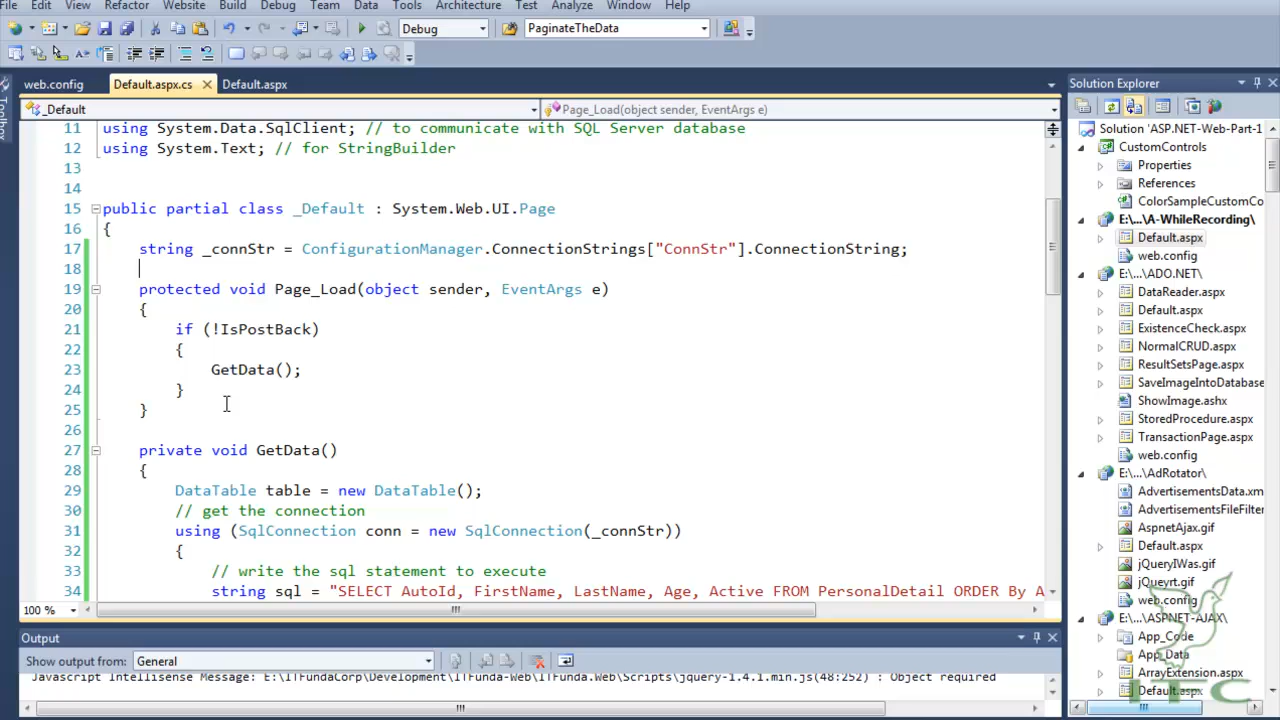 File Edit View Refactor Website Build Debug Team Data Tools Architecture Test Analyze Window Help
Debug PaginateTheData
web.config Default.aspx.cs Default.aspx
_Default Page_Load(object sender, EventArgs e)
11 using System.Data.SqlClient; // to communicate with SQL Server database
12 using System.Text; // for StringBuilder
13
14
15 public partial class _Default : System.Web.UI.Page
16 {
17 string _connStr = ConfigurationManager.ConnectionStrings["ConnStr"].ConnectionString;
18
19 protected void Page_Load(object sender, EventArgs e)
20 {
21 if (!IsPostBack)
22 {
23 GetData();
24 }
25 }
26
27 private void GetData()
28 {
29 DataTable table = new DataTable();
30 // get the connection
31 using (SqlConnection conn = new SqlConnection(_connStr))
32 {
33 // write the sql statement to execute
34 string sql = "SELECT AutoId, FirstName, LastName, Age, Active FROM PersonalDetail ORDER By A
100 %
Output
Show output from: General
Javascript Intellisense Message: E:\ITFundaCorp\Development\ITFunda-Web\ITFunda.Web\Scripts\jquery-1.4.1.min.js(48:252) : Object required
Toolbox
Solution Explorer
Solution 'ASP.NET-Web-Part-1
CustomControls
Properties
References
ColorSampleCustomCo
E:\...\A-WhileRecording\
Default.aspx
web.config
E:\...\ADO.NET\
DataReader.aspx
Default.aspx
ExistenceCheck.aspx
NormalCRUD.aspx
ResultSetsPage.aspx
SaveImageIntoDatabase
ShowImage.ashx
StoredProcedure.aspx
TransactionPage.aspx
web.config
E:\...\AdRotator\
AdvertisementsData.xm
AdvertisementsFileFilter
AspnetAjax.gif
Default.aspx
jQueryIWas.gif
jQueyrt.gif
web.config
E:\...\ASPNET-AJAX\
App_Code
App_Data
ArrayExtension.aspx
Default.aspx
ITC